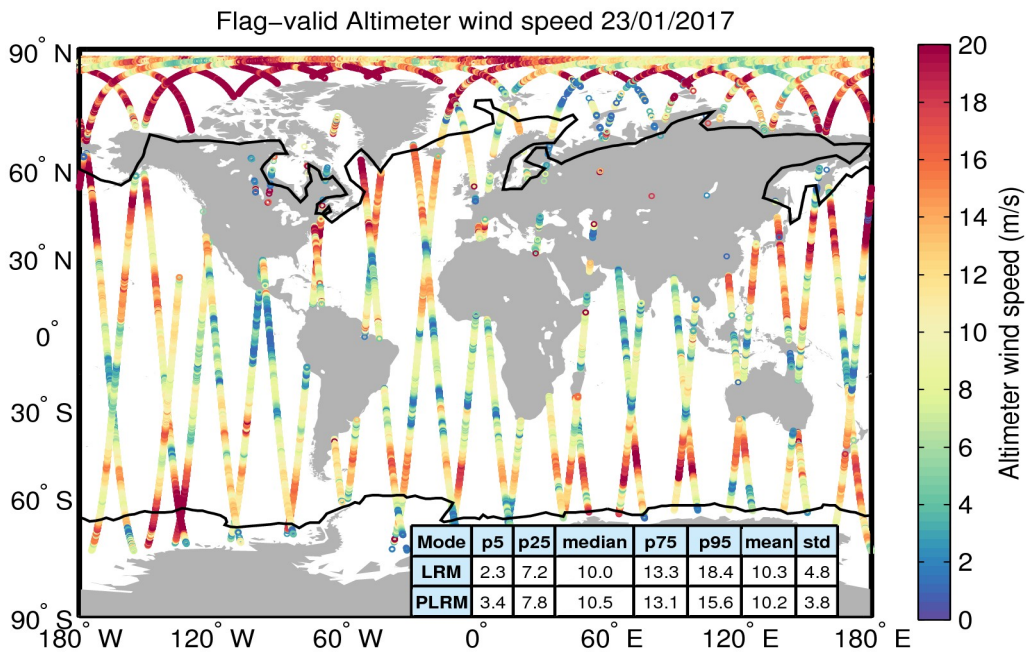 Flag−valid Altimeter wind speed 23/01/2017
90° N
60° N
30° N
0°
30° S
60° S
90° S
180° W
120° W
60° W
0°
60° E
120° E
180° E
Mode p5 p25 median p75 p95 mean std
LRM 2.3 7.2 10.0 13.3 18.4 10.3 4.8
PLRM 3.4 7.8 10.5 13.1 15.6 10.2 3.8
20
18
16
14
12
10
8
6
4
2
0
Altimeter wind speed (m/s)